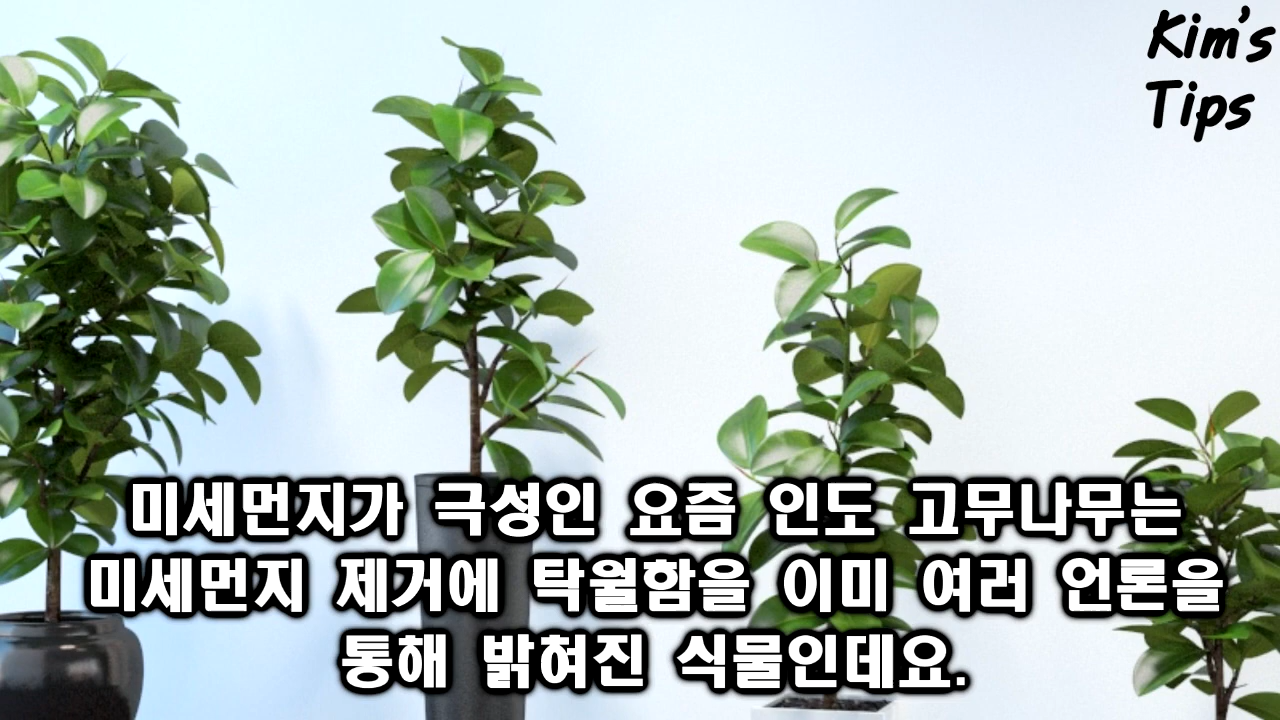 Kim's
Tips
미세먼지가 극성인 요즘 인도 고무나무는
미세먼지 제거에 탁월함을 이미 여러 언론을
통해 밝혀진 식물인데요.